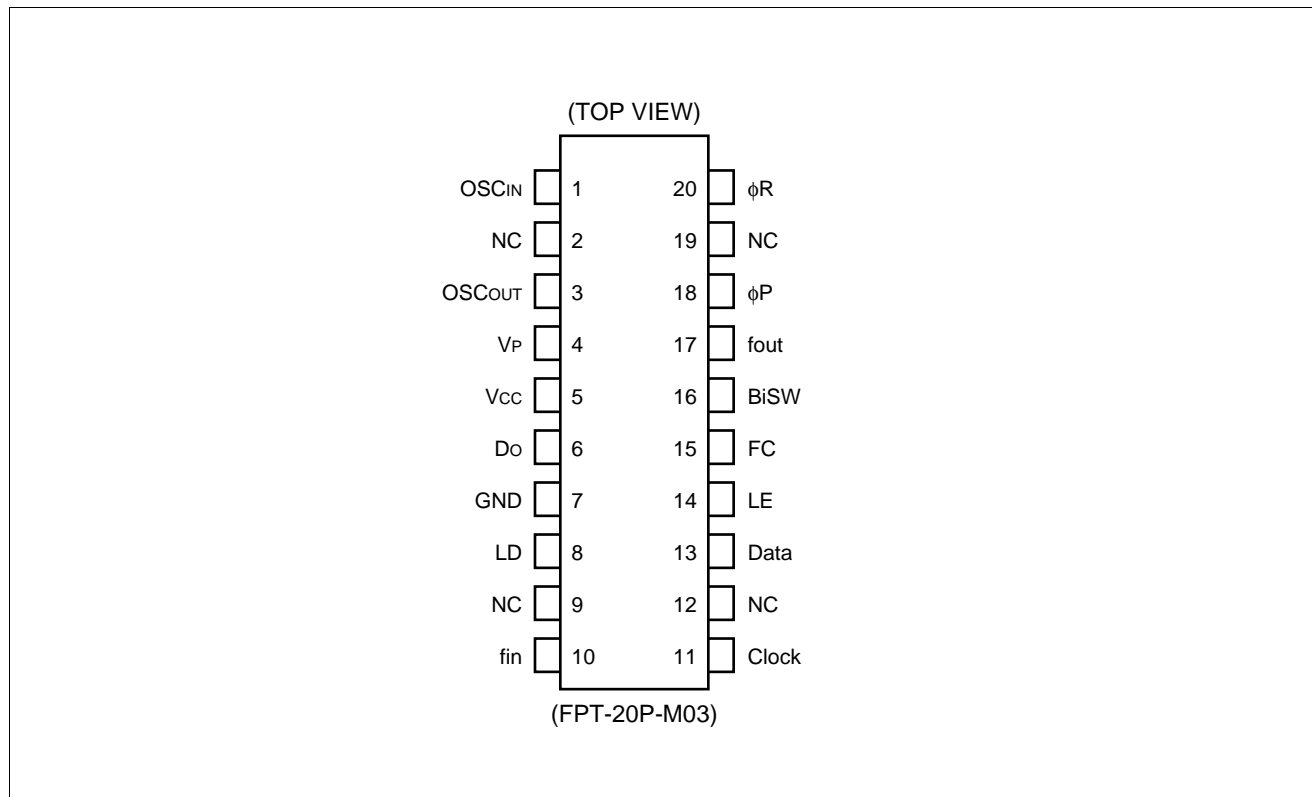 (TOP VIEW)
OSCIN 1 20 ϕR
NC 2 19 NC
OSCOUT 3 18 ϕP
VP 4 17 fout
VCC 5 16 BiSW
DO 6 15 FC
GND 7 14 LE
LD 8 13 Data
NC 9 12 NC
fin 10 11 Clock
(FPT-20P-M03)